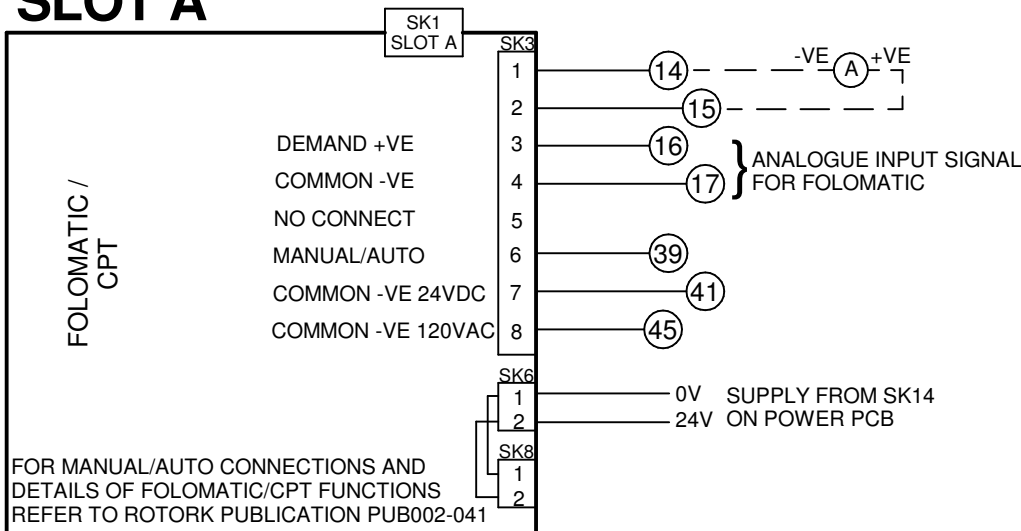 SLOT A
SK1
SLOT A
SK3
1 14 -VE A +VE
2 15
DEMAND +VE 3 16
COMMON -VE 4 17
ANALOGUE INPUT SIGNAL
FOR FOLOMATIC
NO CONNECT 5
MANUAL/AUTO 6 39
COMMON -VE 24VDC 7 41
COMMON -VE 120VAC 8 45
FOLOMATIC /
CPT
SK6
1 0V SUPPLY FROM SK14
2 24V ON POWER PCB
SK8
1
2
FOR MANUAL/AUTO CONNECTIONS AND
DETAILS OF FOLOMATIC/CPT FUNCTIONS
REFER TO ROTORK PUBLICATION PUB002-041